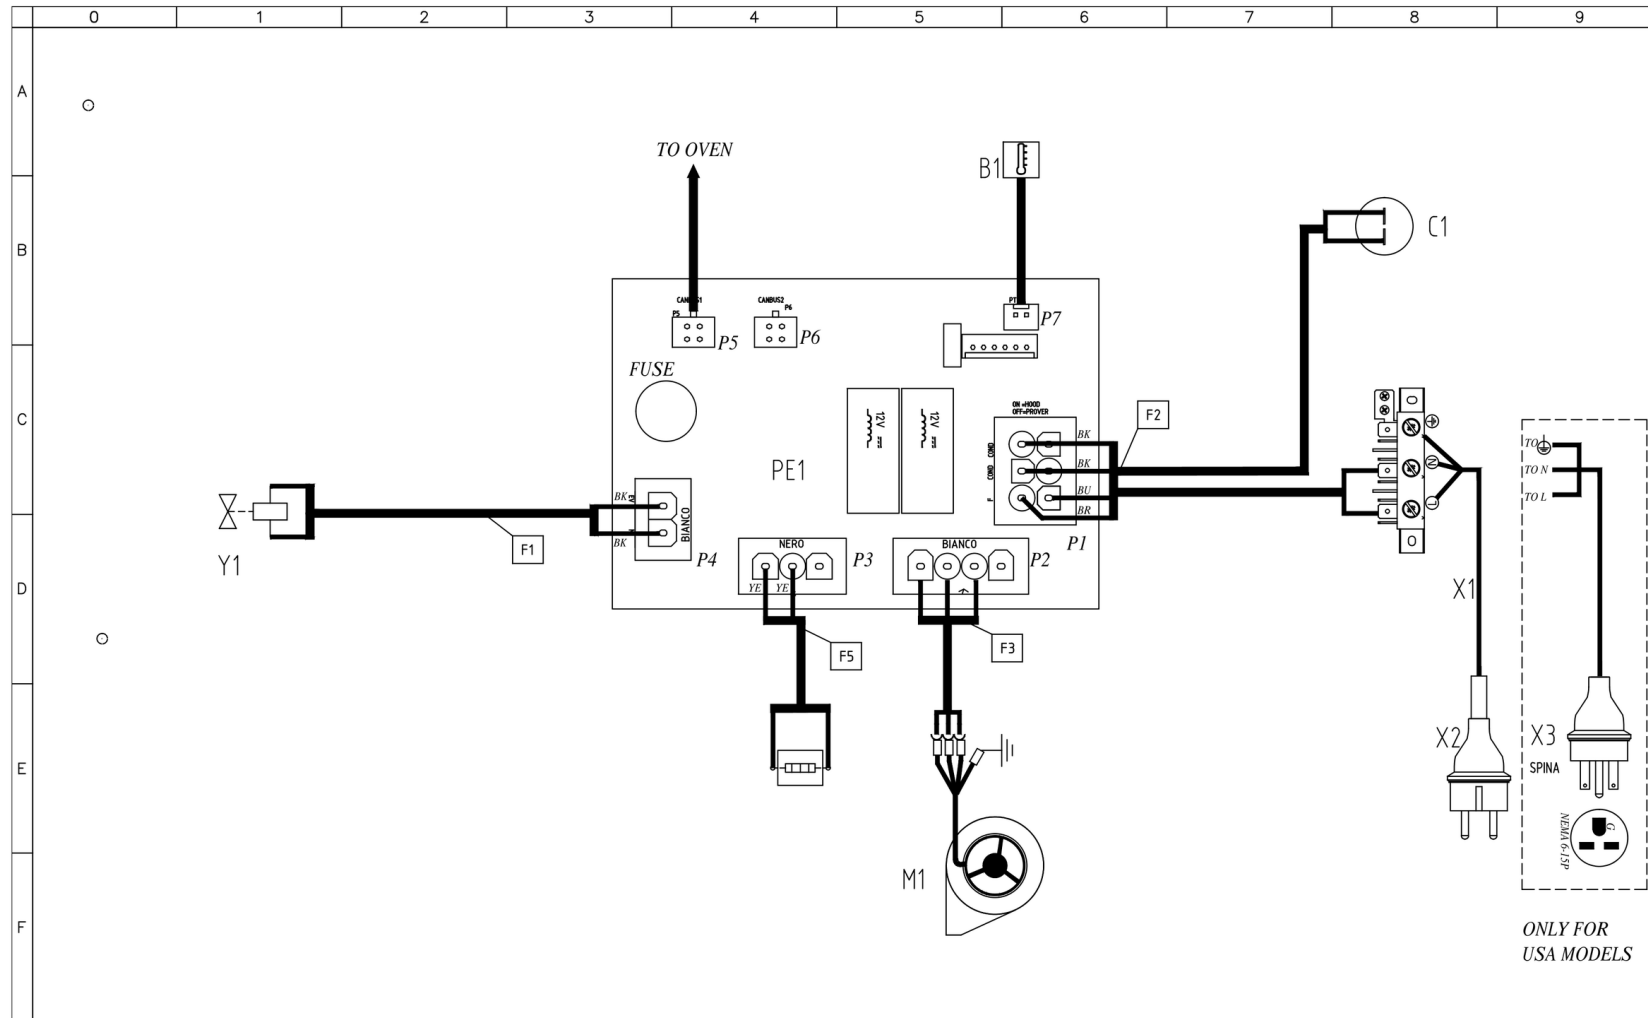 0 1 2 3 4 5 6 7 8 9
A
TO OVEN
B1
B
C1
CANBUS1
CANBUS2
P5
P6
P5
P6
P7
FUSE
C
12V
12V
ON =HOOD
OFF=PROVER
F2
COND
COND
F
BK
BK
BU
BR
PE1
TO
TO N
TO L
N
L
BK
EV
BK
BIANCO
F1
Y1
P4
NERO
P3
BIANCO
P2
P1
D
YE YE
X1
F5
F3
E
X2
X3
SPINA
G
NEMA 6-15P
M1
F
ONLY FOR
USA MODELS